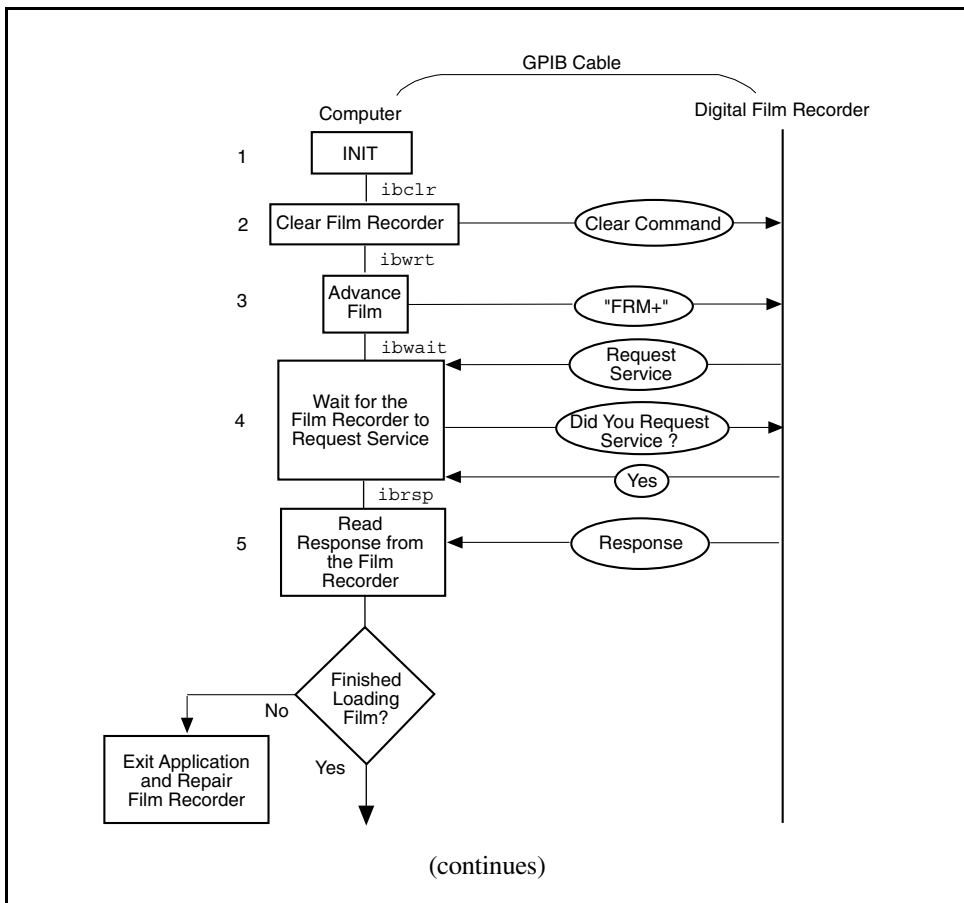 GPIB Cable
Computer
Digital Film Recorder
1
INIT
ibclr
2
Clear Film Recorder
Clear Command
ibwrt
3
Advance
Film
"FRM+"
ibwait
Request
Service
4
Wait for the
Film Recorder to
Request Service
Did You Request
Service ?
Yes
ibrsp
5
Read
Response from
the Film
Recorder
Response
Finished
Loading
Film?
No
Yes
Exit Application
and Repair
Film Recorder
(continues)